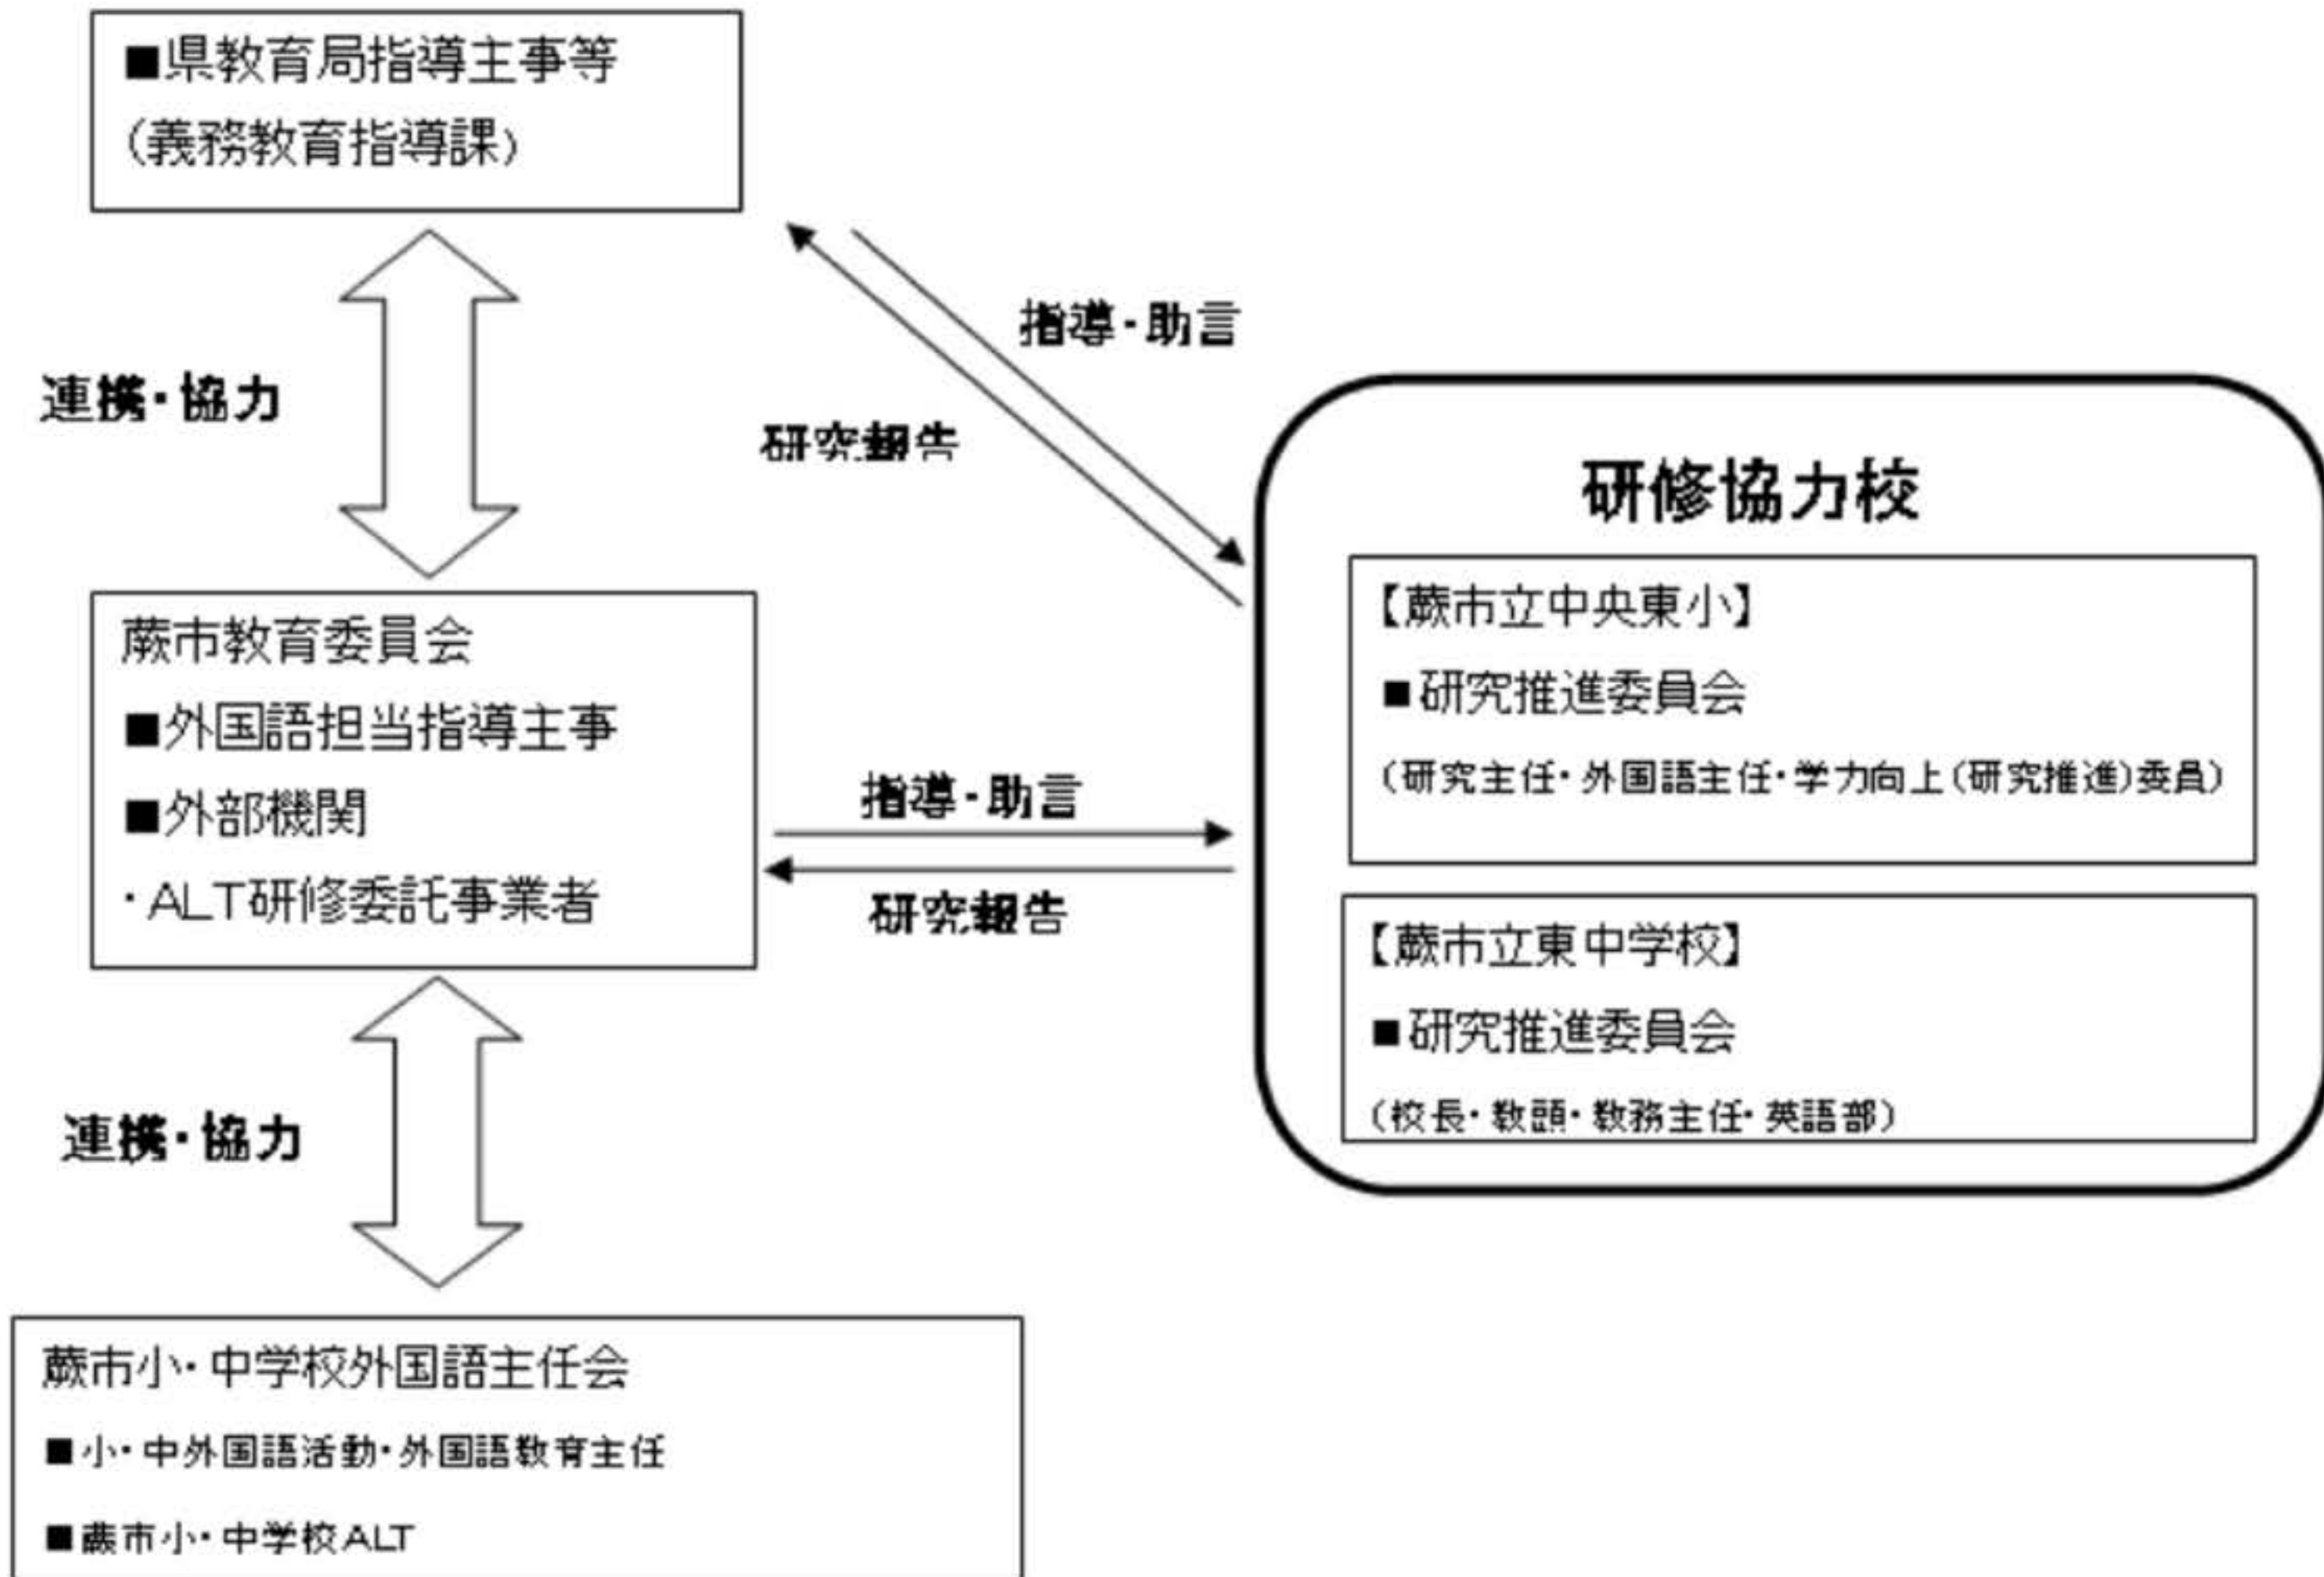 ■県教育局指導主事等
(義務教育指導課)
指導・助言
連携・協力
研究報告
研修協力校
【蕨市立中央東小】
■研究推進委員会
(研究主任・外国語主任・学力向上(研究推進)委員)
蕨市教育委員会
■外国語担当指導主事
■外部機関
・ALT研修委託事業者
指導・助言
研究報告
【蕨市立東中学校】
■研究推進委員会
(校長・教頭・教務主任・英語部)
連携・協力
蕨市小・中学校外国語主任会
■小・中外国語活動・外国語教育主任
■蕨市小・中学校ALT